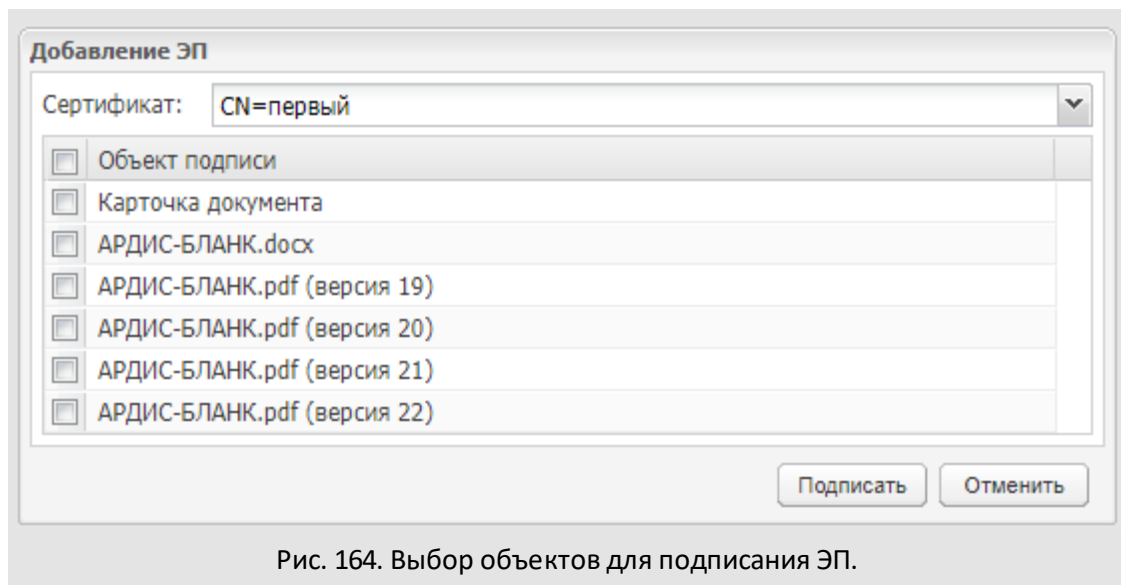 Добавление ЭП
Сертификат: CN=первый
Объект подписи
Карточка документа
АРДИС-БЛАНК.docx
АРДИС-БЛАНК.pdf (версия 19)
АРДИС-БЛАНК.pdf (версия 20)
АРДИС-БЛАНК.pdf (версия 21)
АРДИС-БЛАНК.pdf (версия 22)
Подписать Отменить
Рис. 164. Выбор объектов для подписания ЭП.